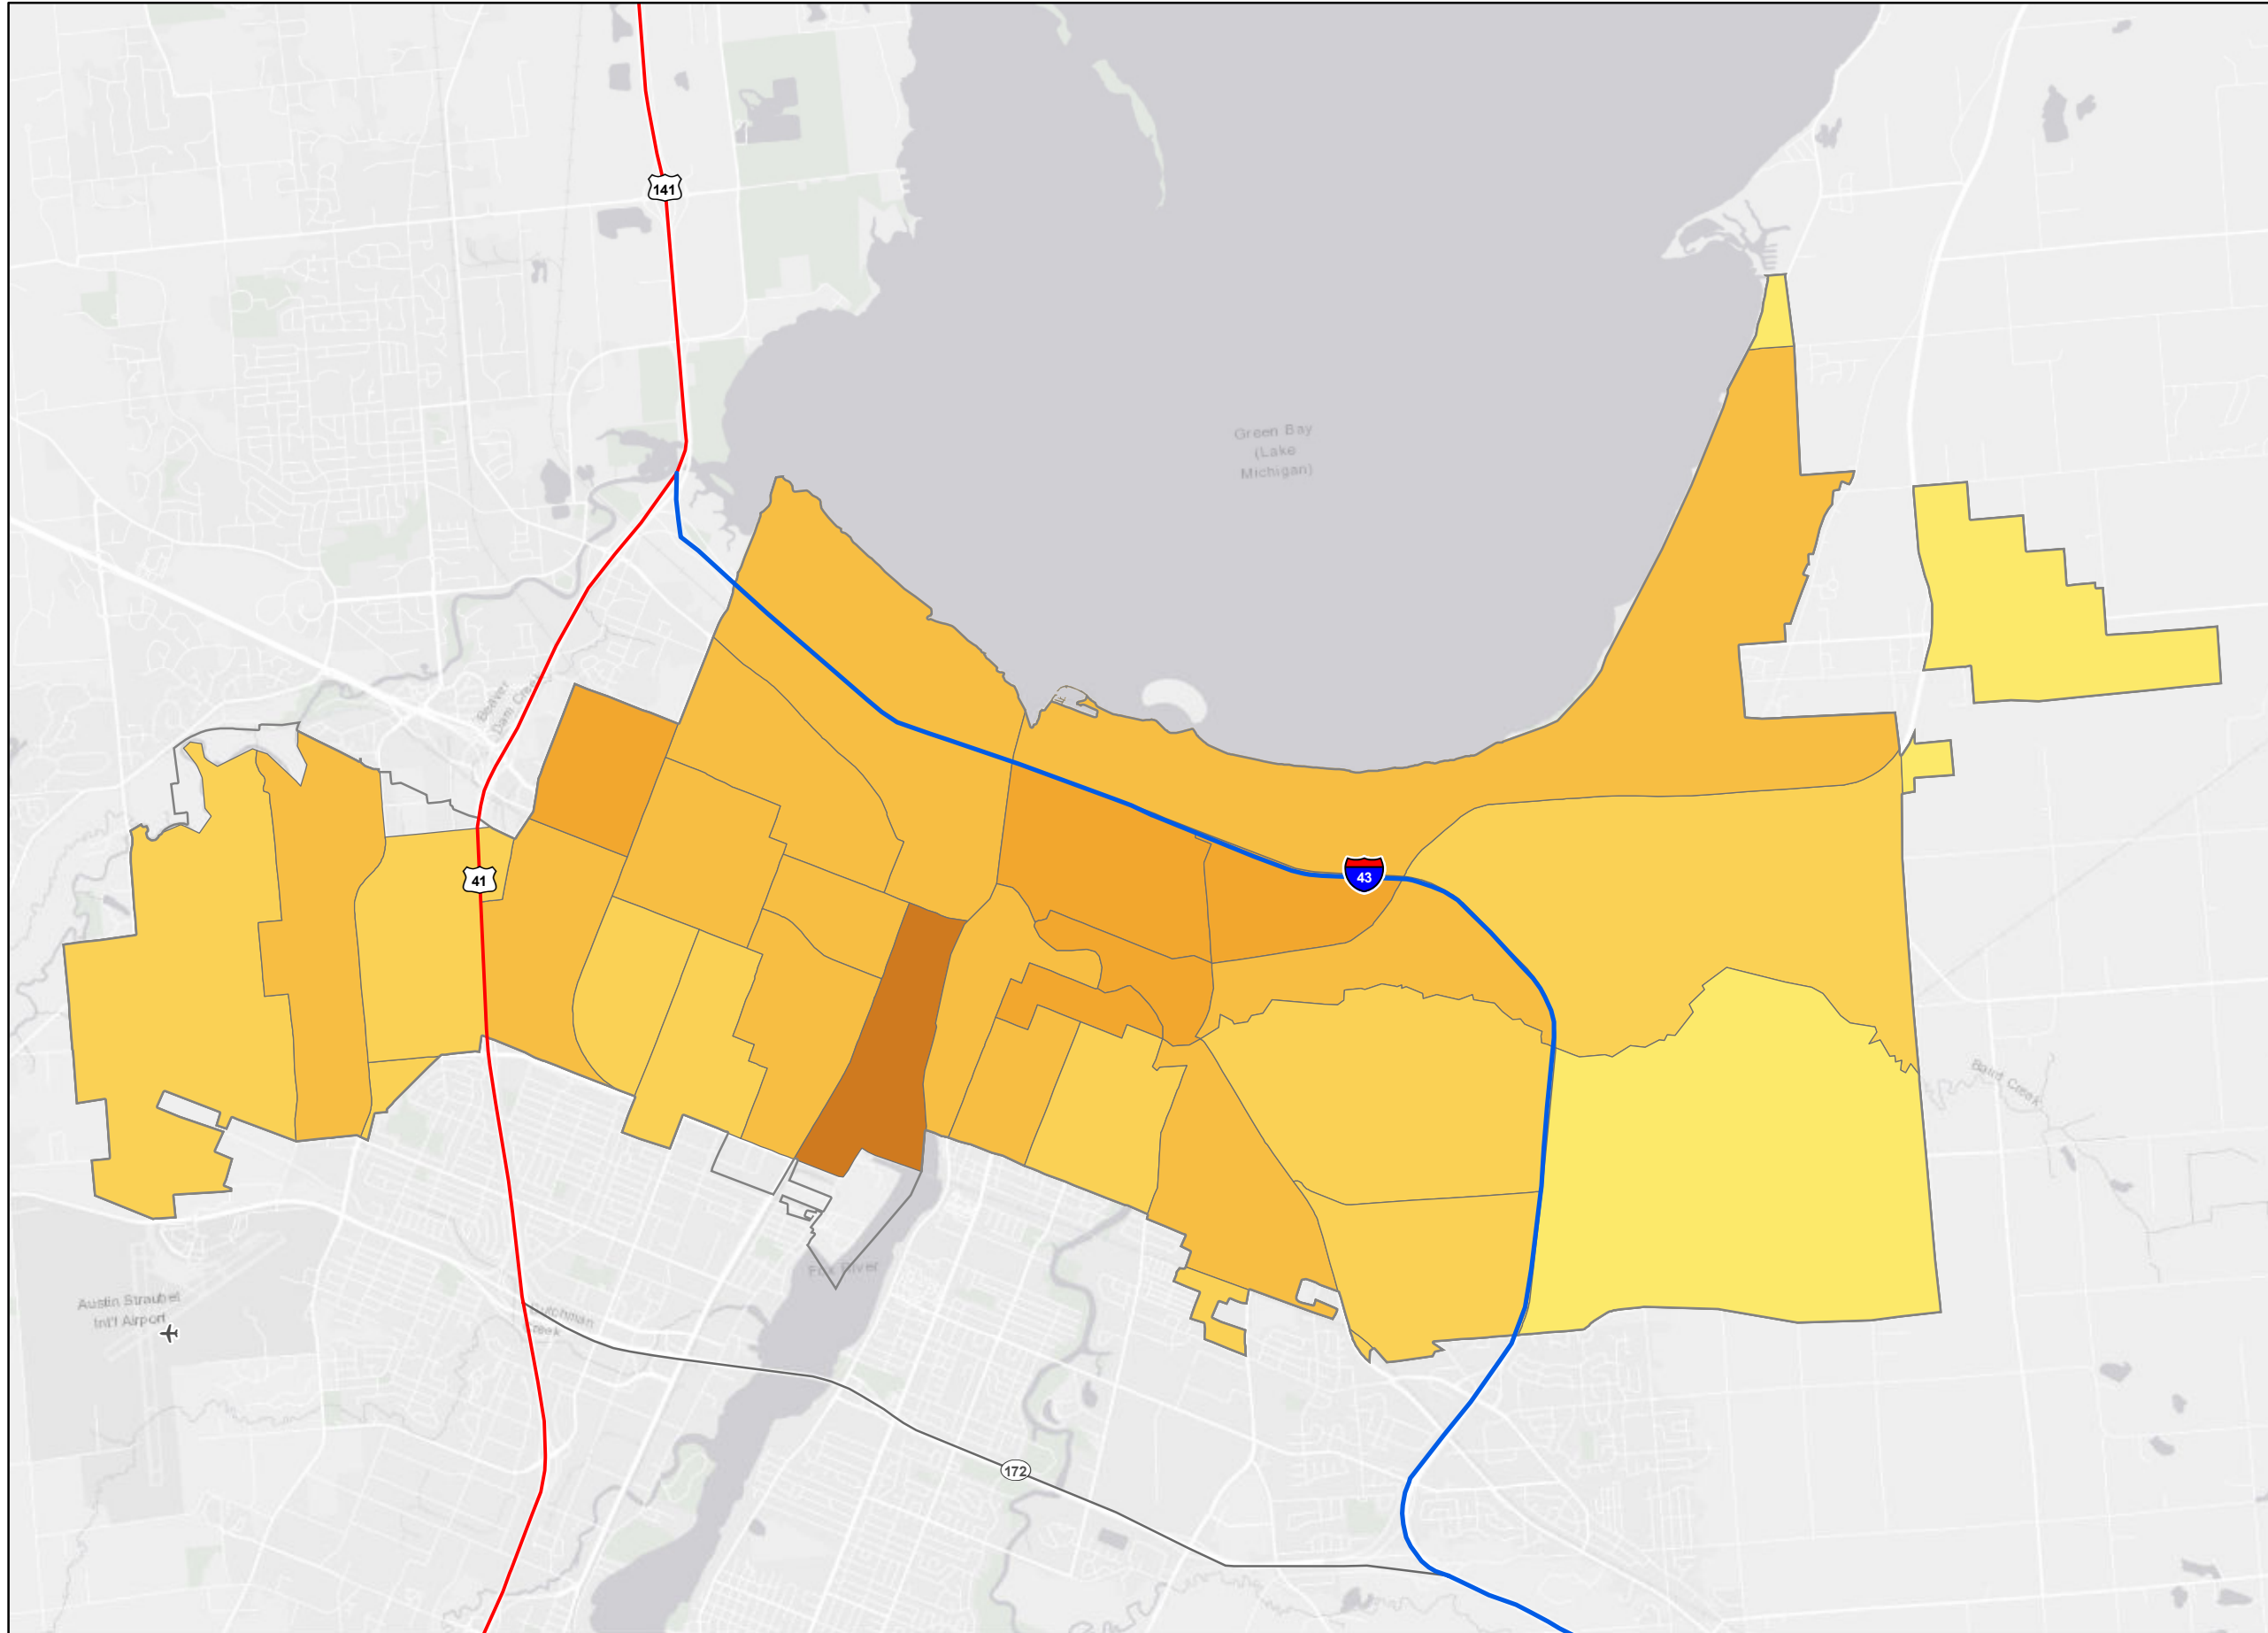 141
Green Bay
(Lake
Michigan)
Beaver
Dam Creek
41
43
Baird Creek
Fox River
Austin Straubel
Int'l Airport
Dutchman
Creek
172